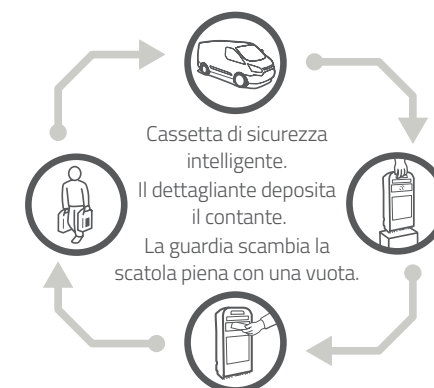 Cassetta di sicurezza
intelligente.
Il dettagliante deposita
il contante.
La guardia scambia la
scatola piena con una vuota.